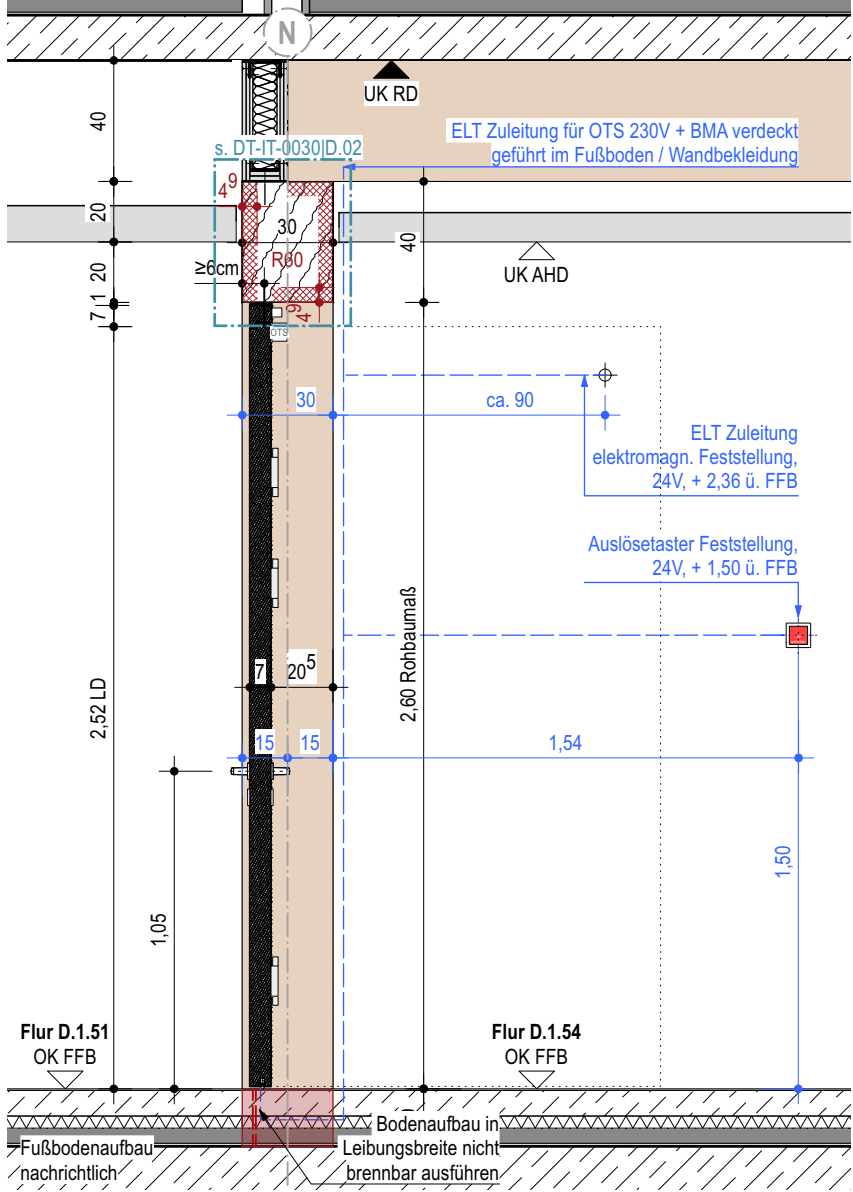 N
UK RD
40
ELT Zuleitung für OTS 230V + BMA verdeckt
geführt im Fußboden / Wandbekleidung
s. DT-IT-0030|D.02
4⁹
20
30
40
20
≥6cm
R60
UK AHD
1
4⁹
7
OTS
30
ca. 90
ELT Zuleitung
elektromagn. Feststellung,
24V, + 2,36 ü. FFB
Auslösetaster Feststellung,
24V, + 1,50 ü. FFB
2,60 Rohbaumaß
7
20⁵
2,52 LD
15
15
1,54
1,50
1,05
Flur D.1.51
OK FFB
Flur D.1.54
OK FFB
Bodenaufbau in
Leibungsbreite nicht
brennbar ausführen
Fußbodenaufbau
nachrichtlich